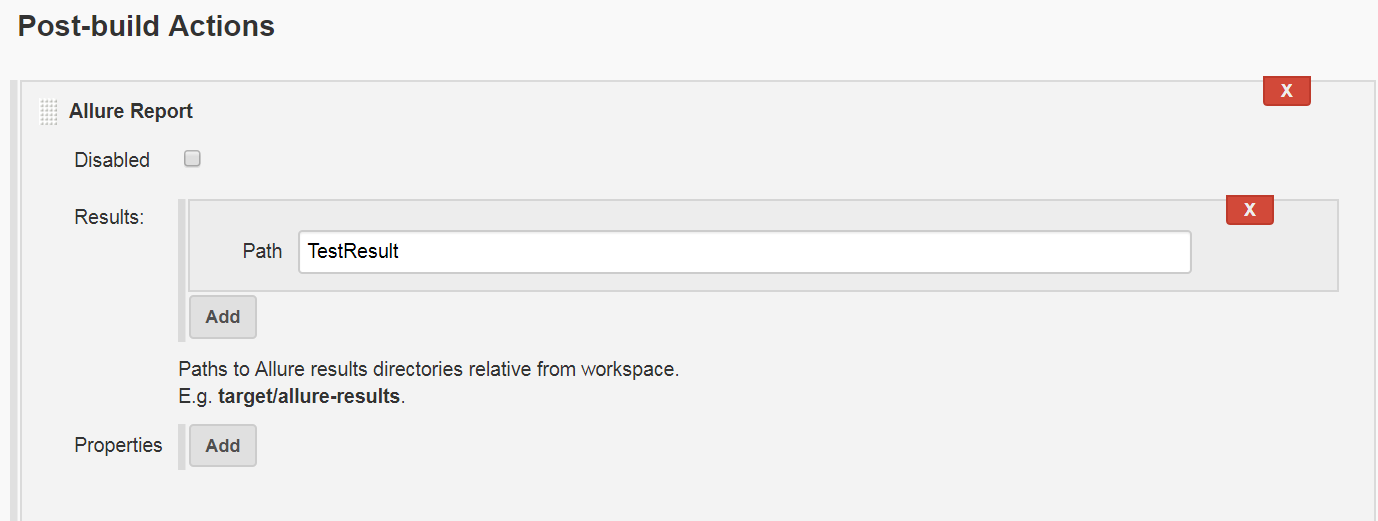 Post-build Actions
X
Allure Report
Disabled
X
Results:
Path TestResult
Add
Paths to Allure results directories relative from workspace.
E.g. target/allure-results.
Properties Add